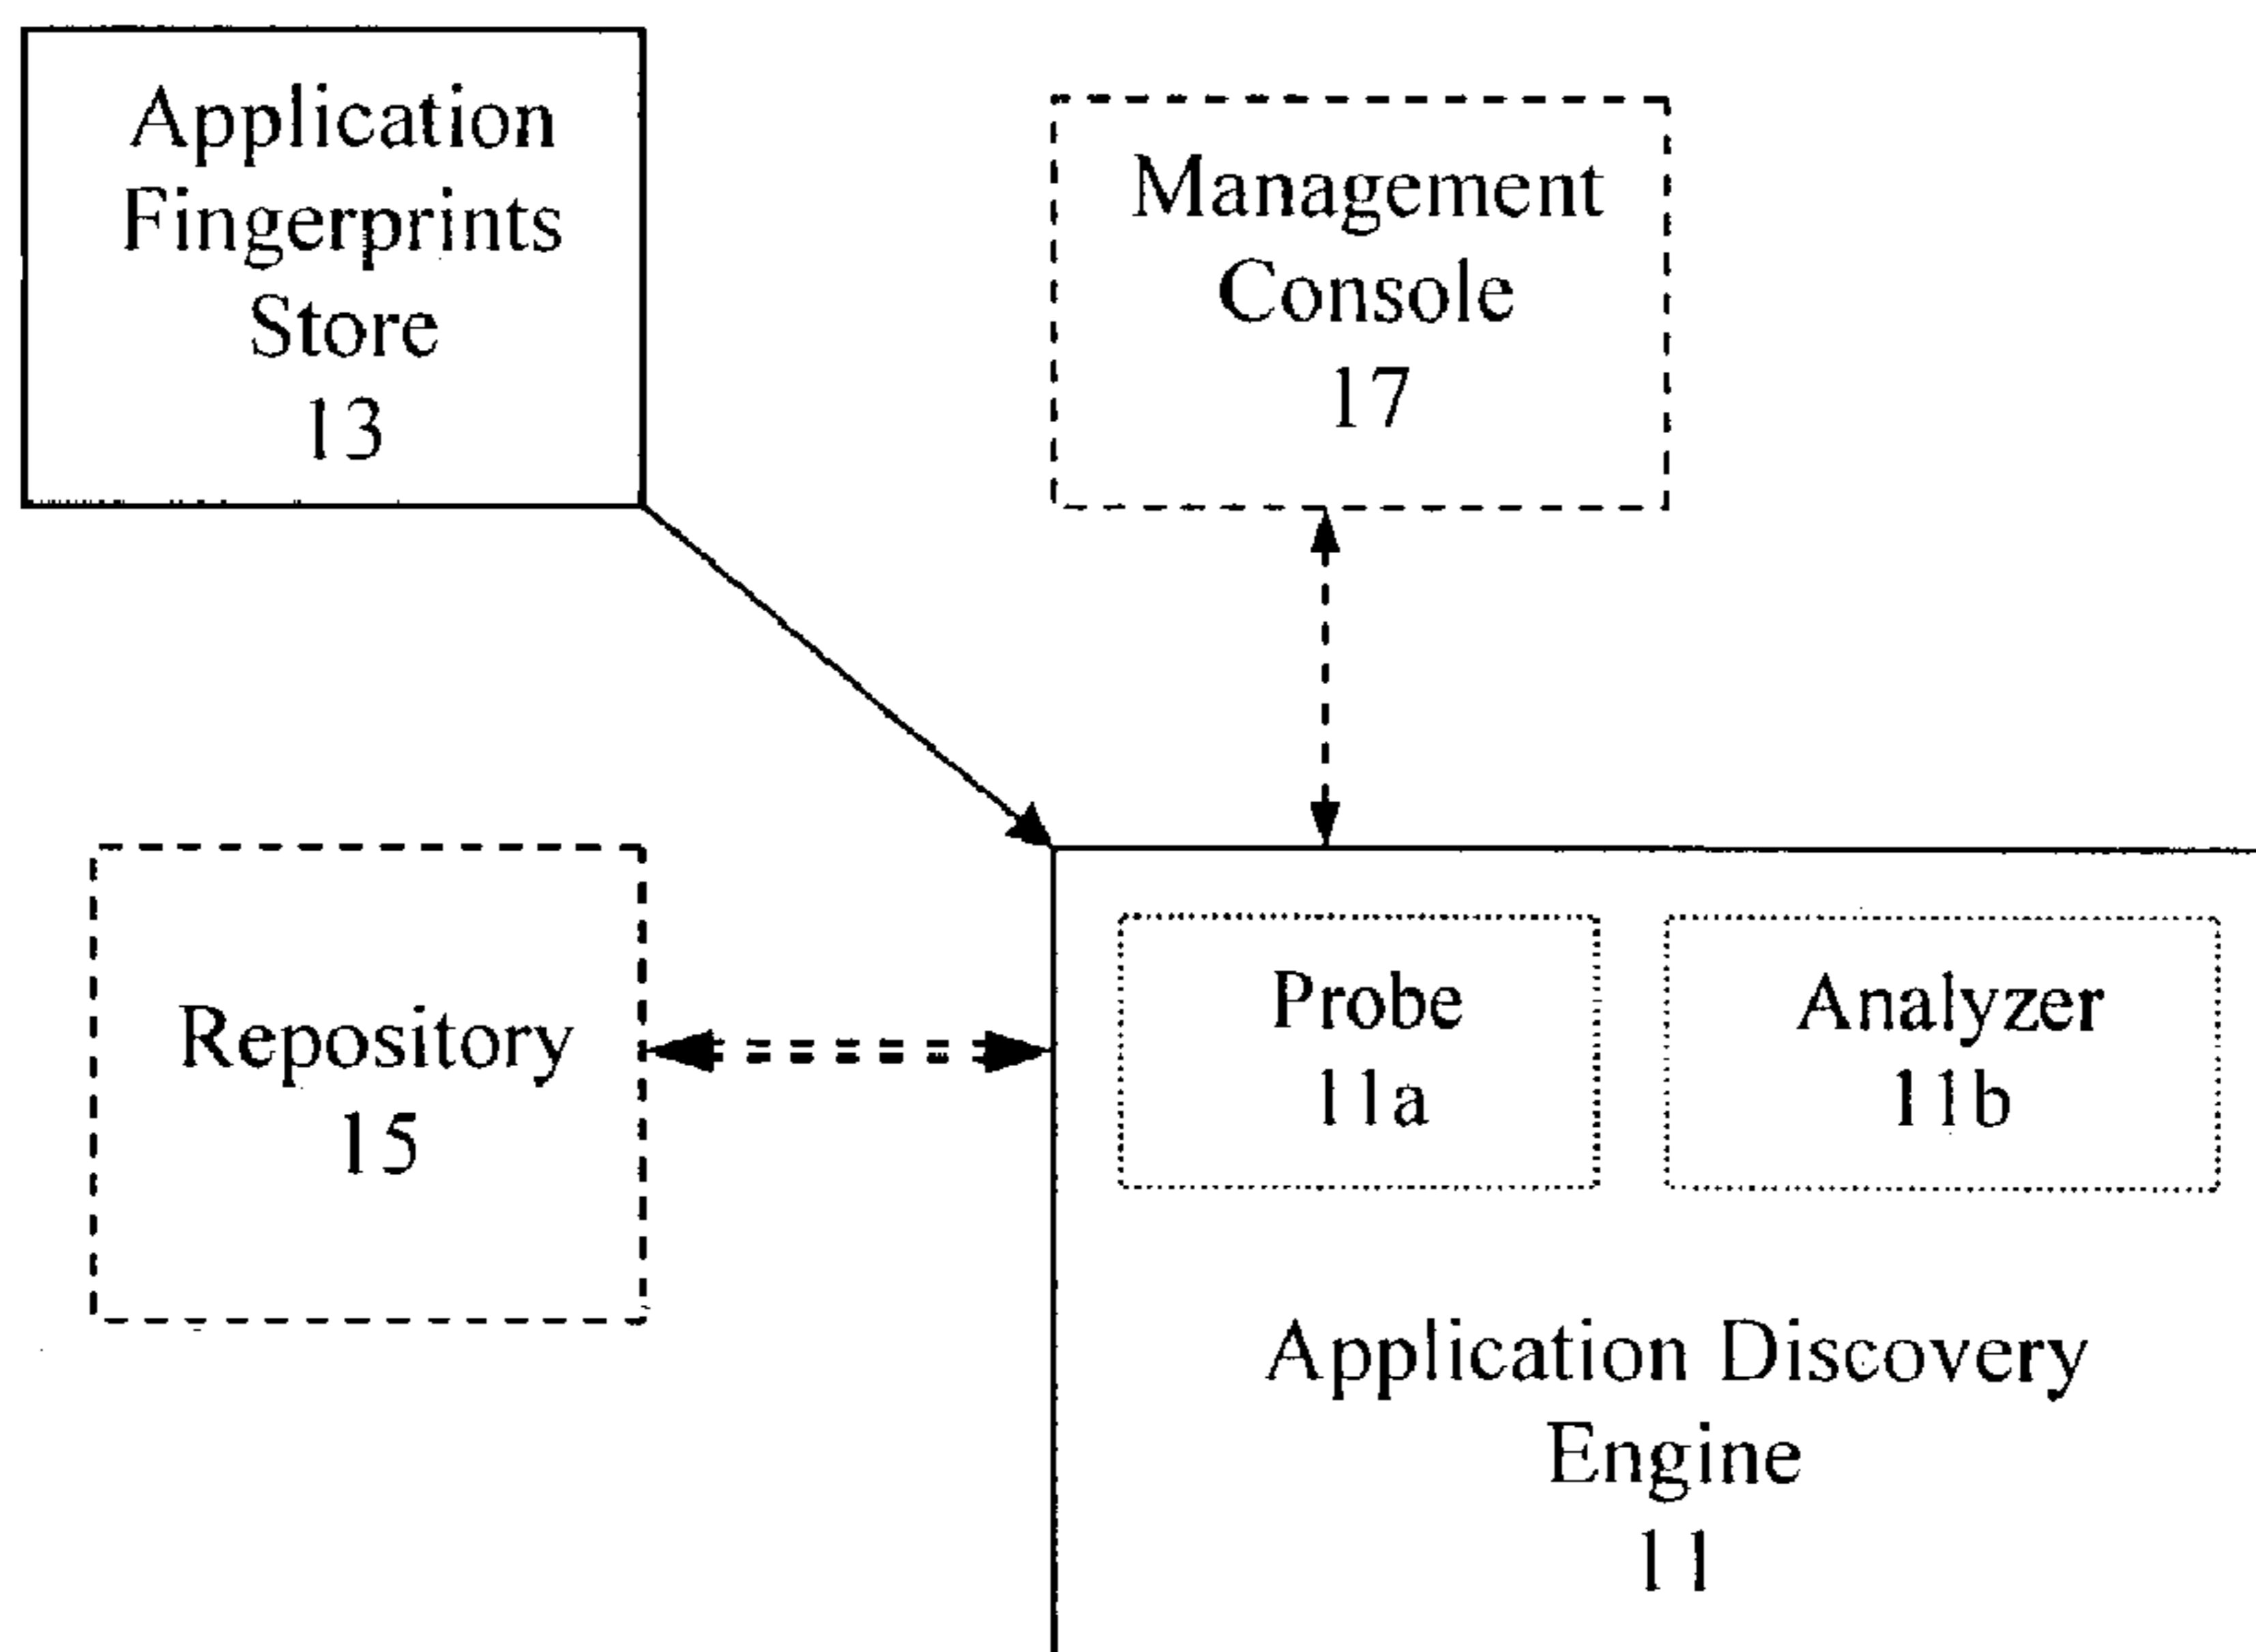 Application
Fingerprints
Store
13
Management
Console
17
Repository
15
Probe
11a
Analyzer
11b
Application Discovery
Engine
11